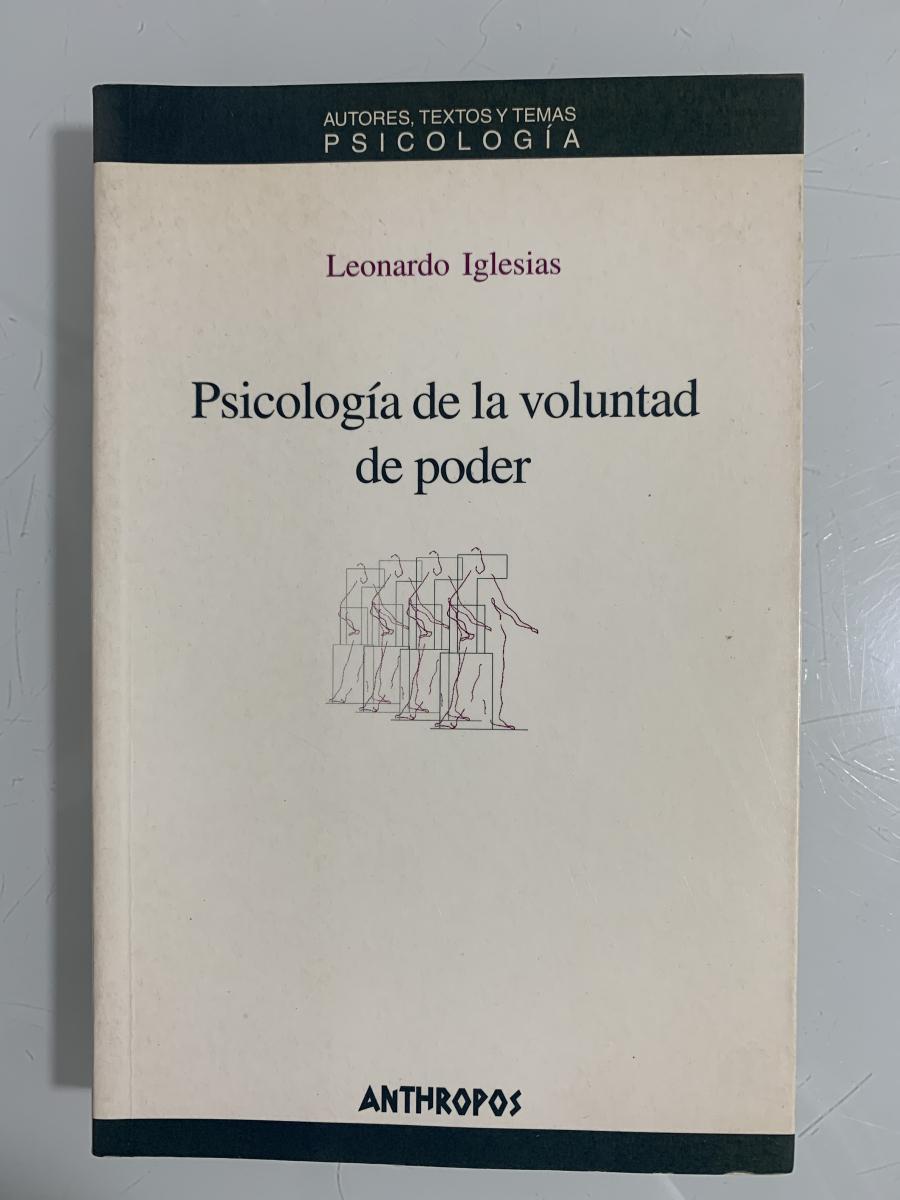 AUTORES, TEXTOS Y TEMAS
PSICOLOGÍA
Leonardo Iglesias
Psicología de la voluntad
de poder
ANTHROPOS